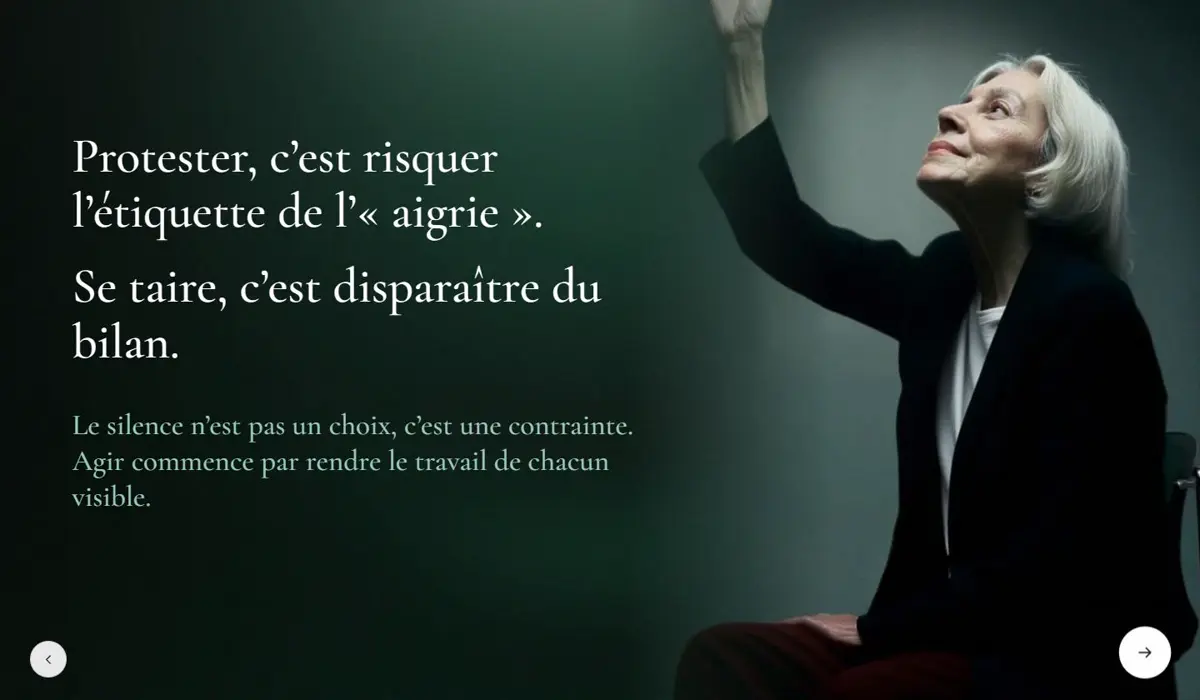 Protester, c’est risquer
l’étiquette de l’« aigrie ».
Se taire, c’est disparaître du
bilan.
Le silence n’est pas un choix, c’est une contrainte.
Agir commence par rendre le travail de chacun
visible.